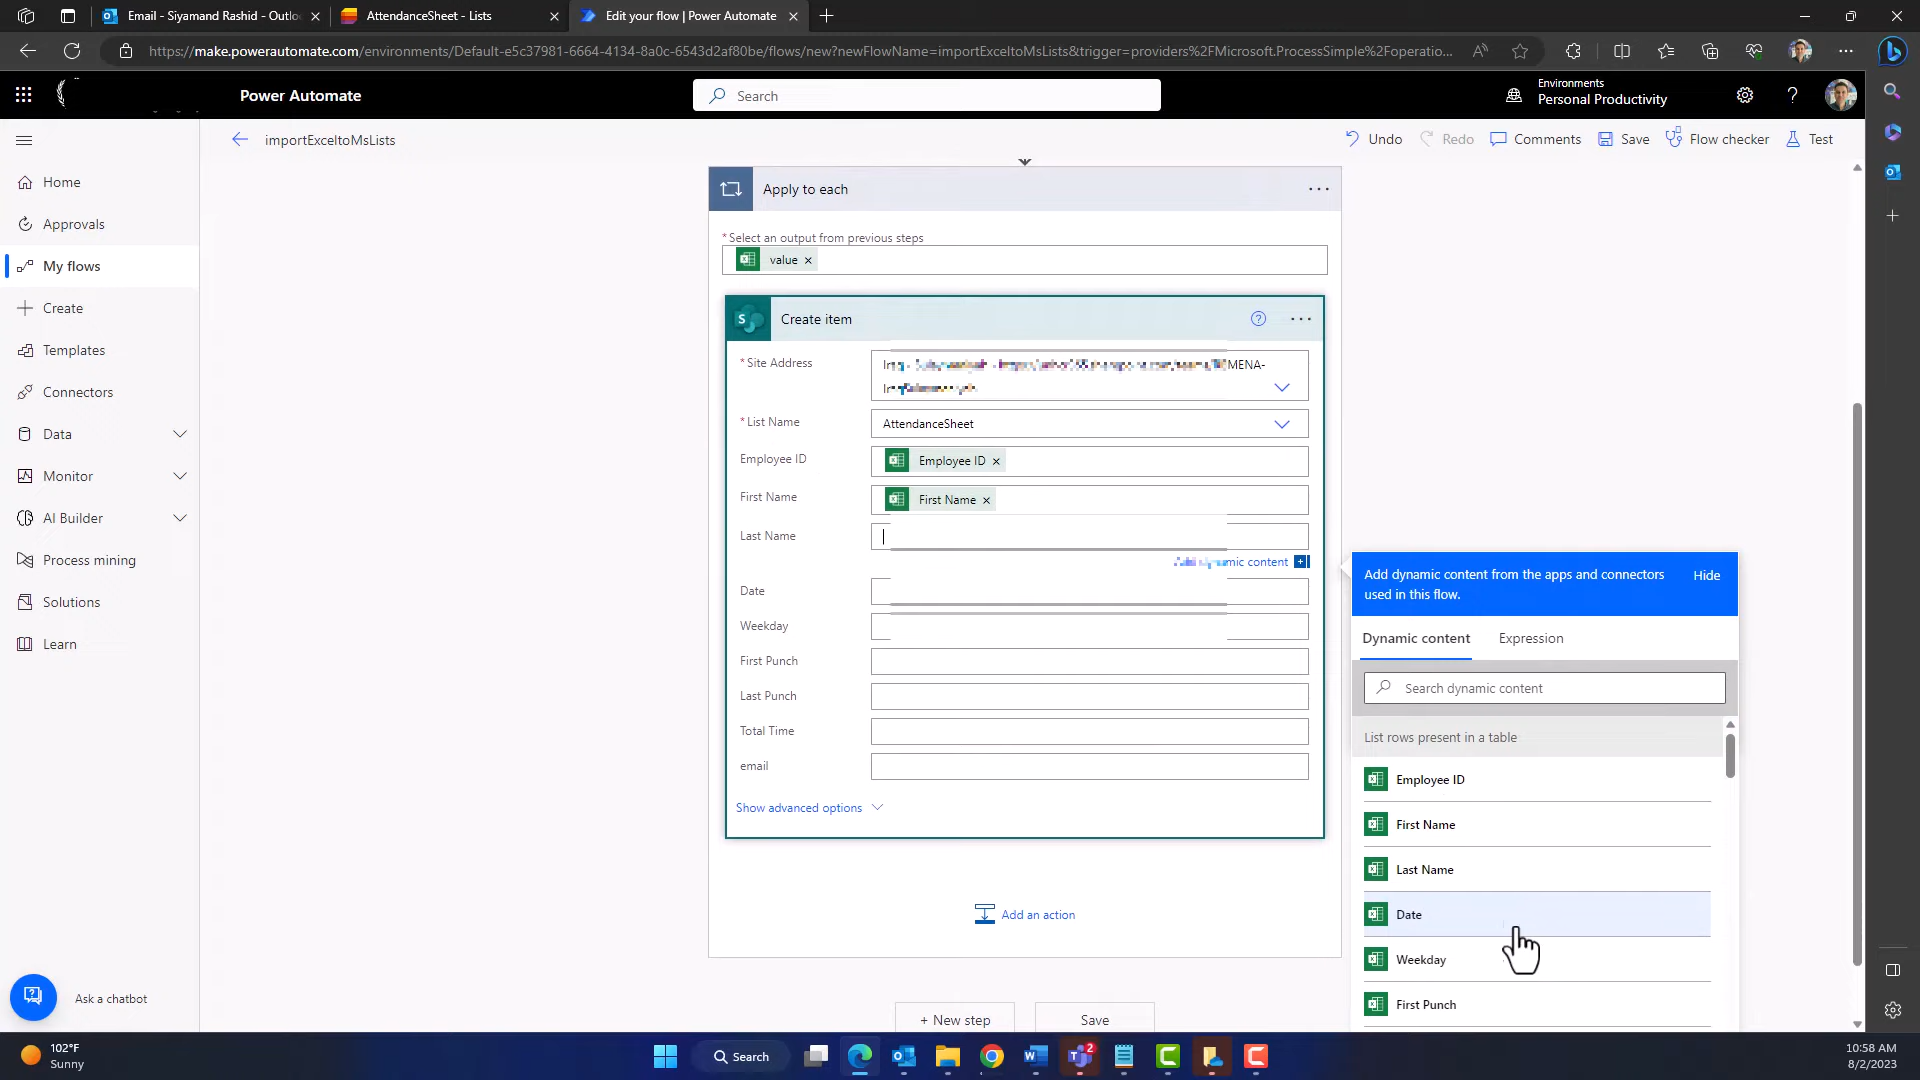 Email - Siyamand Rashid - Outlo
AttendanceSheet - Lists
Edit your flow | Power Automate
https://make.powerautomate.com/environments/Default-e5c37981-6664-4134-8a0c-6543d2af80be/flows/new?newFlowName=importExceltoMsLists&trigger=providers%2FMicrosoft.ProcessSimple%2Foperatio...
Power Automate
Search
Environments
Personal Productivity
importExceltoMsLists
Undo
Redo
Comments
Save
Flow checker
Test
Home
Approvals
My flows
Create
Templates
Connectors
Data
Monitor
AI Builder
Process mining
Solutions
Learn
Ask a chatbot
Apply to each
* Select an output from previous steps
value
Create item
* Site Address
MENA-
* List Name
AttendanceSheet
Employee ID
Employee ID
First Name
First Name
Last Name
mic content
Date
Weekday
First Punch
Last Punch
Total Time
email
Show advanced options
Add an action
+ New step
Save
Add dynamic content from the apps and connectors
used in this flow.
Hide
Dynamic content
Expression
Search dynamic content
List rows present in a table
Employee ID
First Name
Last Name
Date
Weekday
First Punch
102°F
Sunny
Search
2
10:58 AM
8/2/2023